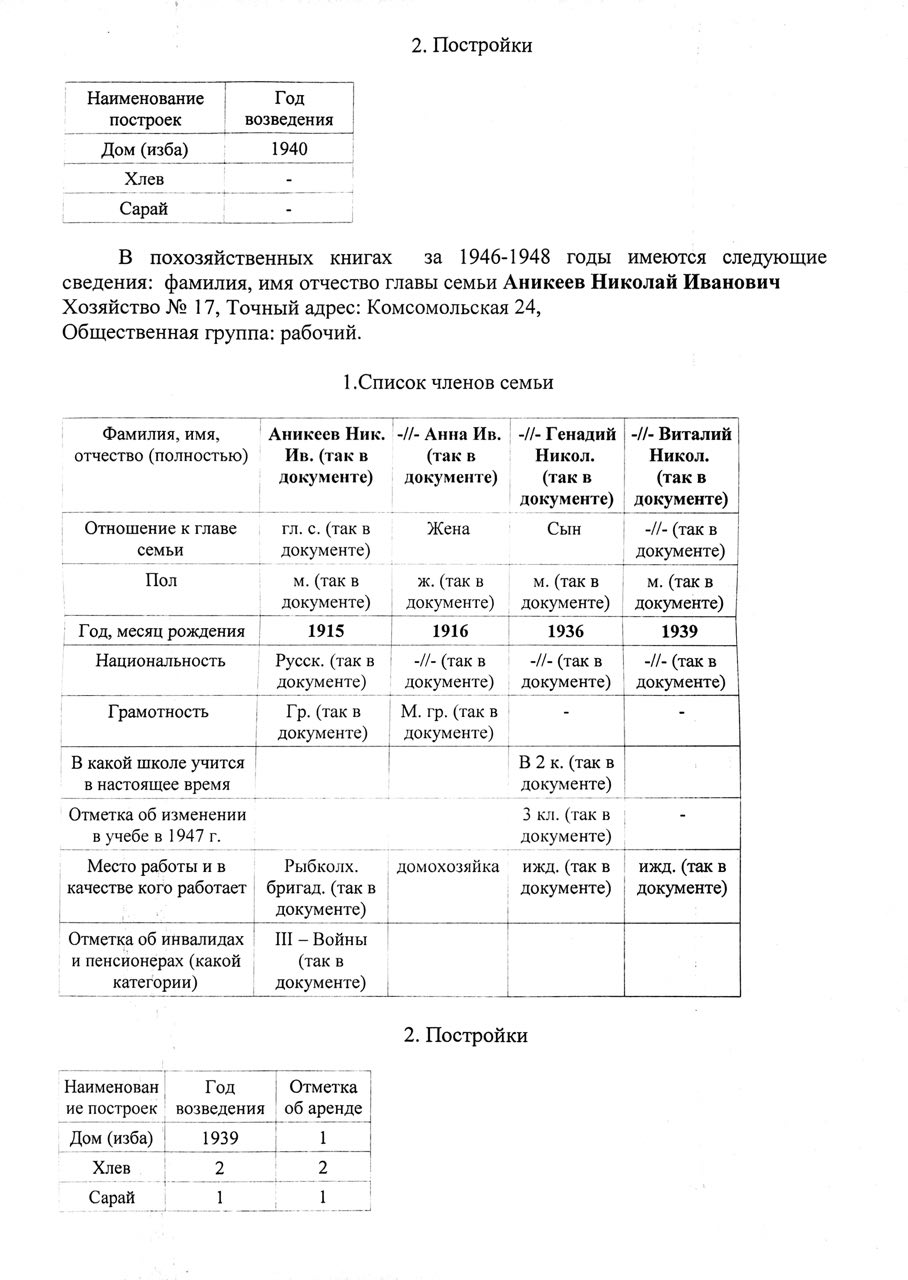 2. Постройки
Наименование построек | Год возведения
Дом (изба) | 1940
Хлев | -
Сарай | -
В похозяйственных книгах за 1946-1948 годы имеются следующие
сведения: фамилия, имя отчество главы семьи Аникеев Николай Иванович
Хозяйство № 17, Точный адрес: Комсомольская 24,
Общественная группа: рабочий.
1.Список членов семьи
Фамилия, имя, отчество (полностью) | Аникеев Ник. Ив. (так в документе) | -//- Анна Ив. (так в документе) | -//- Генадий Никол. (так в документе) | -//- Виталий Никол. (так в документе)
Отношение к главе семьи | гл. с. (так в документе) | Жена | Сын | -//- (так в документе)
Пол | м. (так в документе) | ж. (так в документе) | м. (так в документе) | м. (так в документе)
Год, месяц рождения | 1915 | 1916 | 1936 | 1939
Национальность | Русск. (так в документе) | -//- (так в документе) | -//- (так в документе) | -//- (так в документе)
Грамотность | Гр. (так в документе) | М. гр. (так в документе) | - | -
В какой школе учится в настоящее время | | | В 2 к. (так в документе) |
Отметка об изменении в учебе в 1947 г. | | | 3 кл. (так в документе) | -
Место работы и в качестве кого работает | Рыбколх. бригад. (так в документе) | домохозяйка | ижд. (так в документе) | ижд. (так в документе)
Отметка об инвалидах и пенсионерах (какой категории) | III – Войны (так в документе) | | |
2. Постройки
Наименован ие построек | Год возведения | Отметка об аренде
Дом (изба) | 1939 | 1
Хлев | 2 | 2
Сарай | 1 | 1